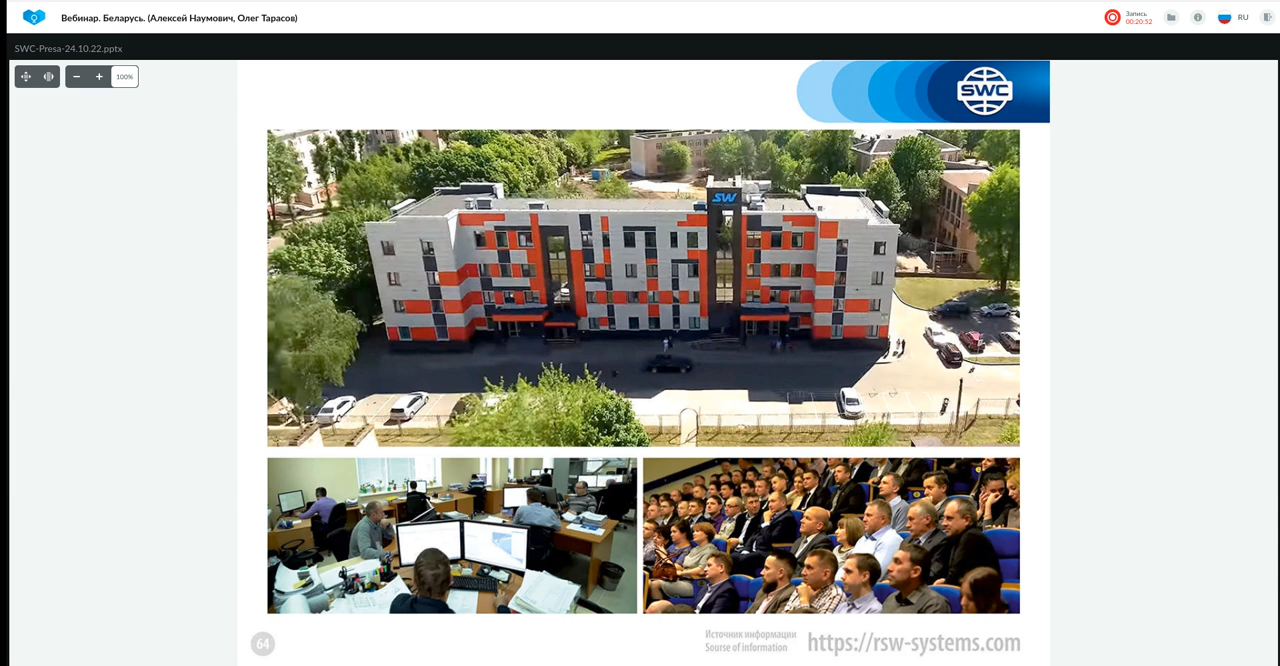 Вебинар. Беларусь. (Алексей Наумович, Олег Тарасов)
Запись
00:20:52
RU
SWC-Presa-24.10.22.pptx
100%
SWC
SW
64
Источник информации
Sourse of information
https://rsw-systems.com